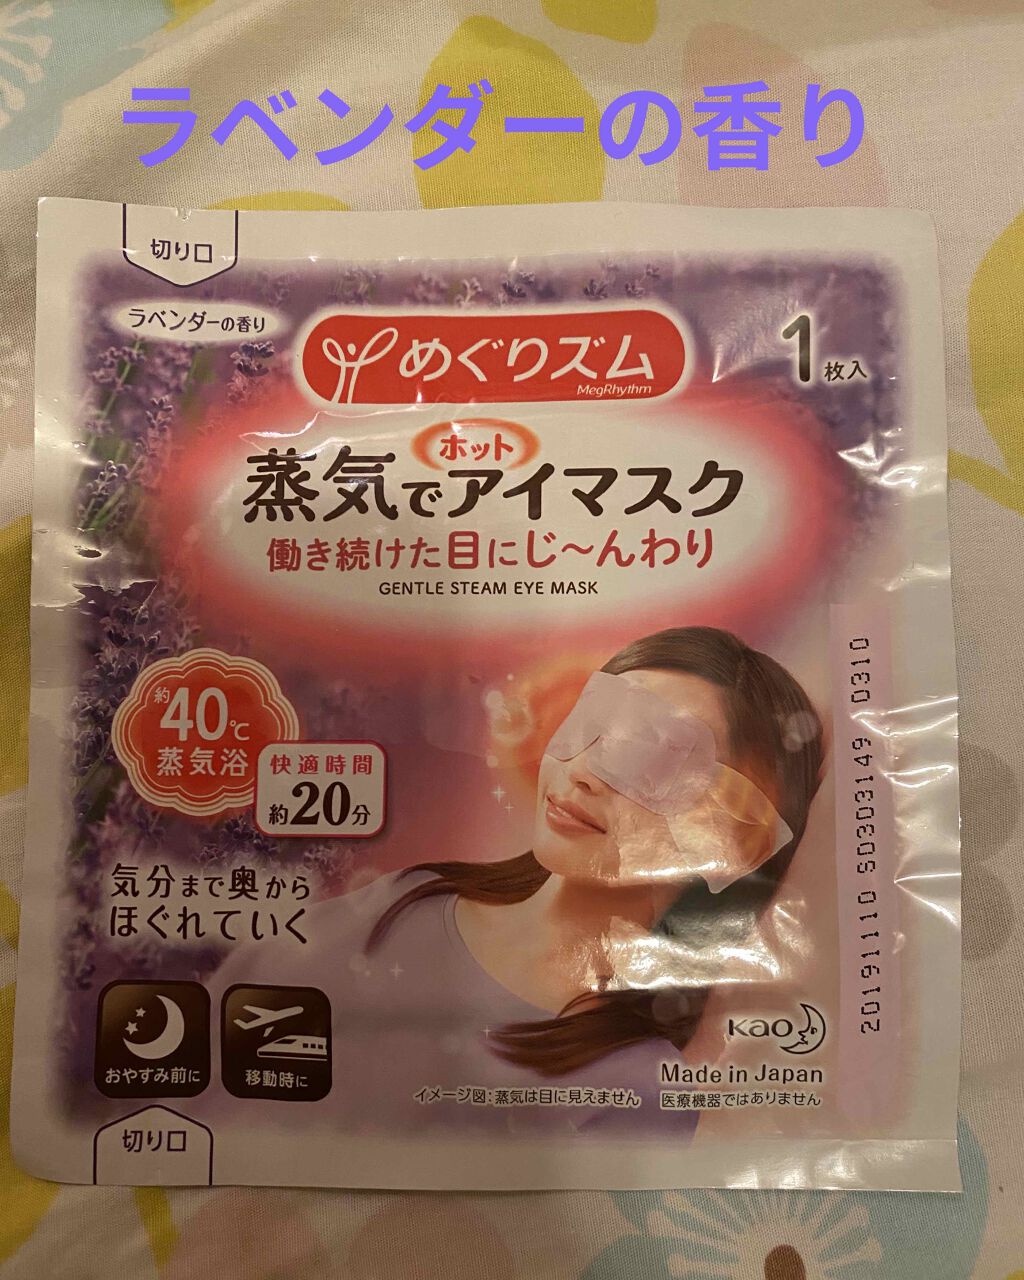 ラベンダーの香り
切り口
ラベンダーの香り
めぐりズム
MegRhythm
1枚入
ホット
蒸気でアイマスク
働き続けた目にじ〜んわり
GENTLE STEAM EYE MASK
約40℃
蒸気浴
快適時間
約20分
気分まで奥から
ほぐれていく
20191110 S0303149 0310
おやすみ前に
移動時に
Kao
Made in Japan
イメージ図:蒸気は目に見えません
医療機器ではありません
切り口